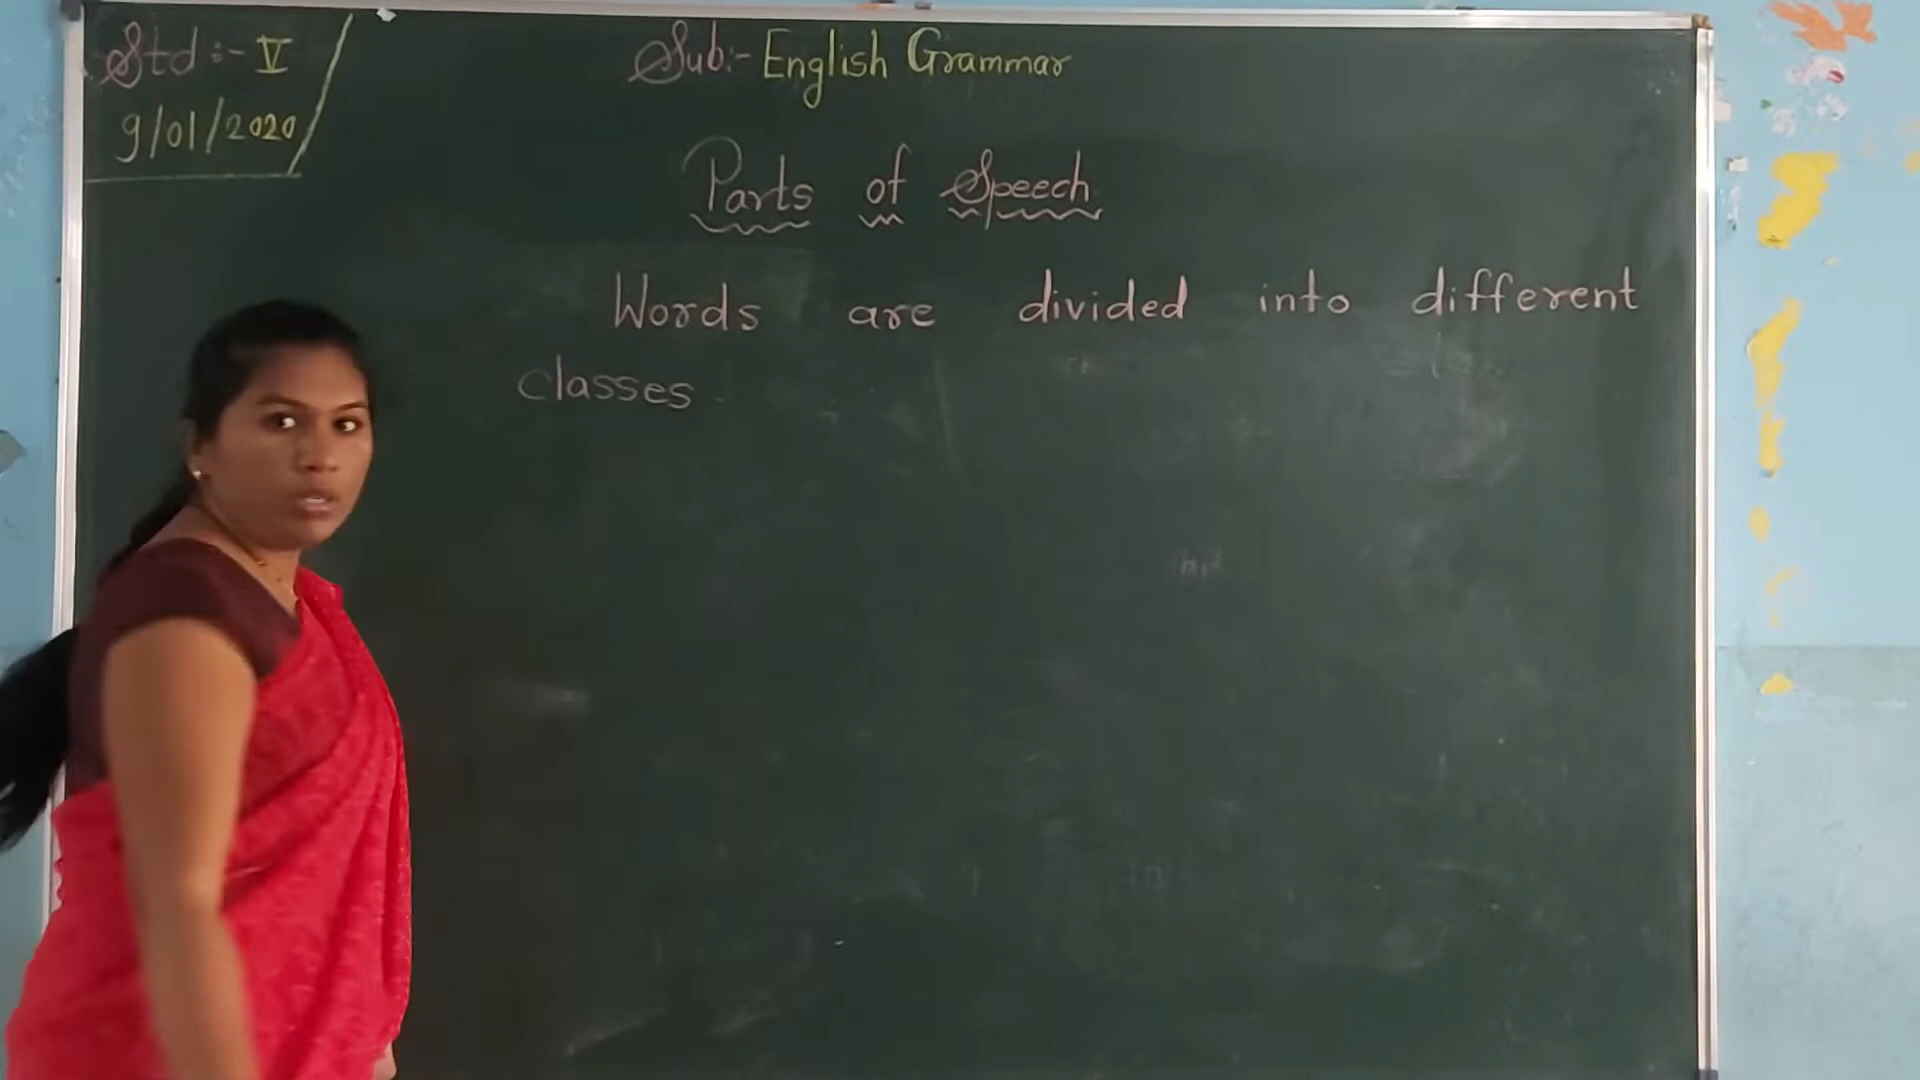 Std :- V
9/01/2020
Sub:- English Grammar
Parts of Speech
Words are divided into different
classes